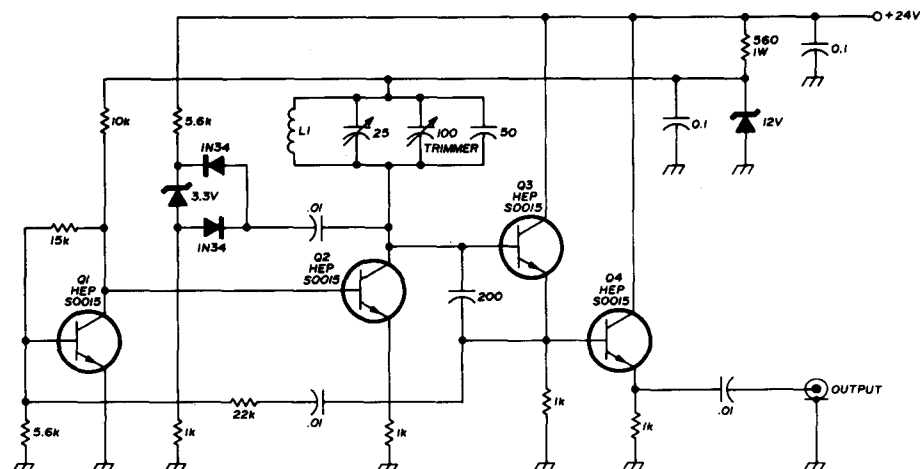 +24V
560
1W
0.1
10k
5.6k
L1
25
100
TRIMMER
50
0.1
12V
1N34
3.3V
Q3
HEP
S0015
15k
1N34
.01
Q2
HEP
S0015
Q1
HEP
S0015
200
Q4
HEP
S0015
22k
.01
.01
OUTPUT
5.6k
1k
1k
1k
1k